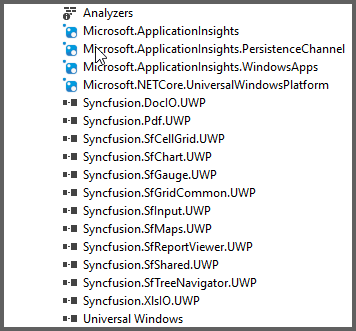 Analyzers
Microsoft.ApplicationInsights
Microsoft.ApplicationInsights.PersistenceChannel
Microsoft.ApplicationInsights.WindowsApps
Microsoft.NETCore.UniversalWindowsPlatform
Syncfusion.DocIO.UWP
Syncfusion.Pdf.UWP
Syncfusion.SfCellGrid.UWP
Syncfusion.SfChart.UWP
Syncfusion.SfGauge.UWP
Syncfusion.SfGridCommon.UWP
Syncfusion.SfInput.UWP
Syncfusion.SfMaps.UWP
Syncfusion.SfReportViewer.UWP
Syncfusion.SfShared.UWP
Syncfusion.SfTreeNavigator.UWP
Syncfusion.XlsIO.UWP
Universal Windows